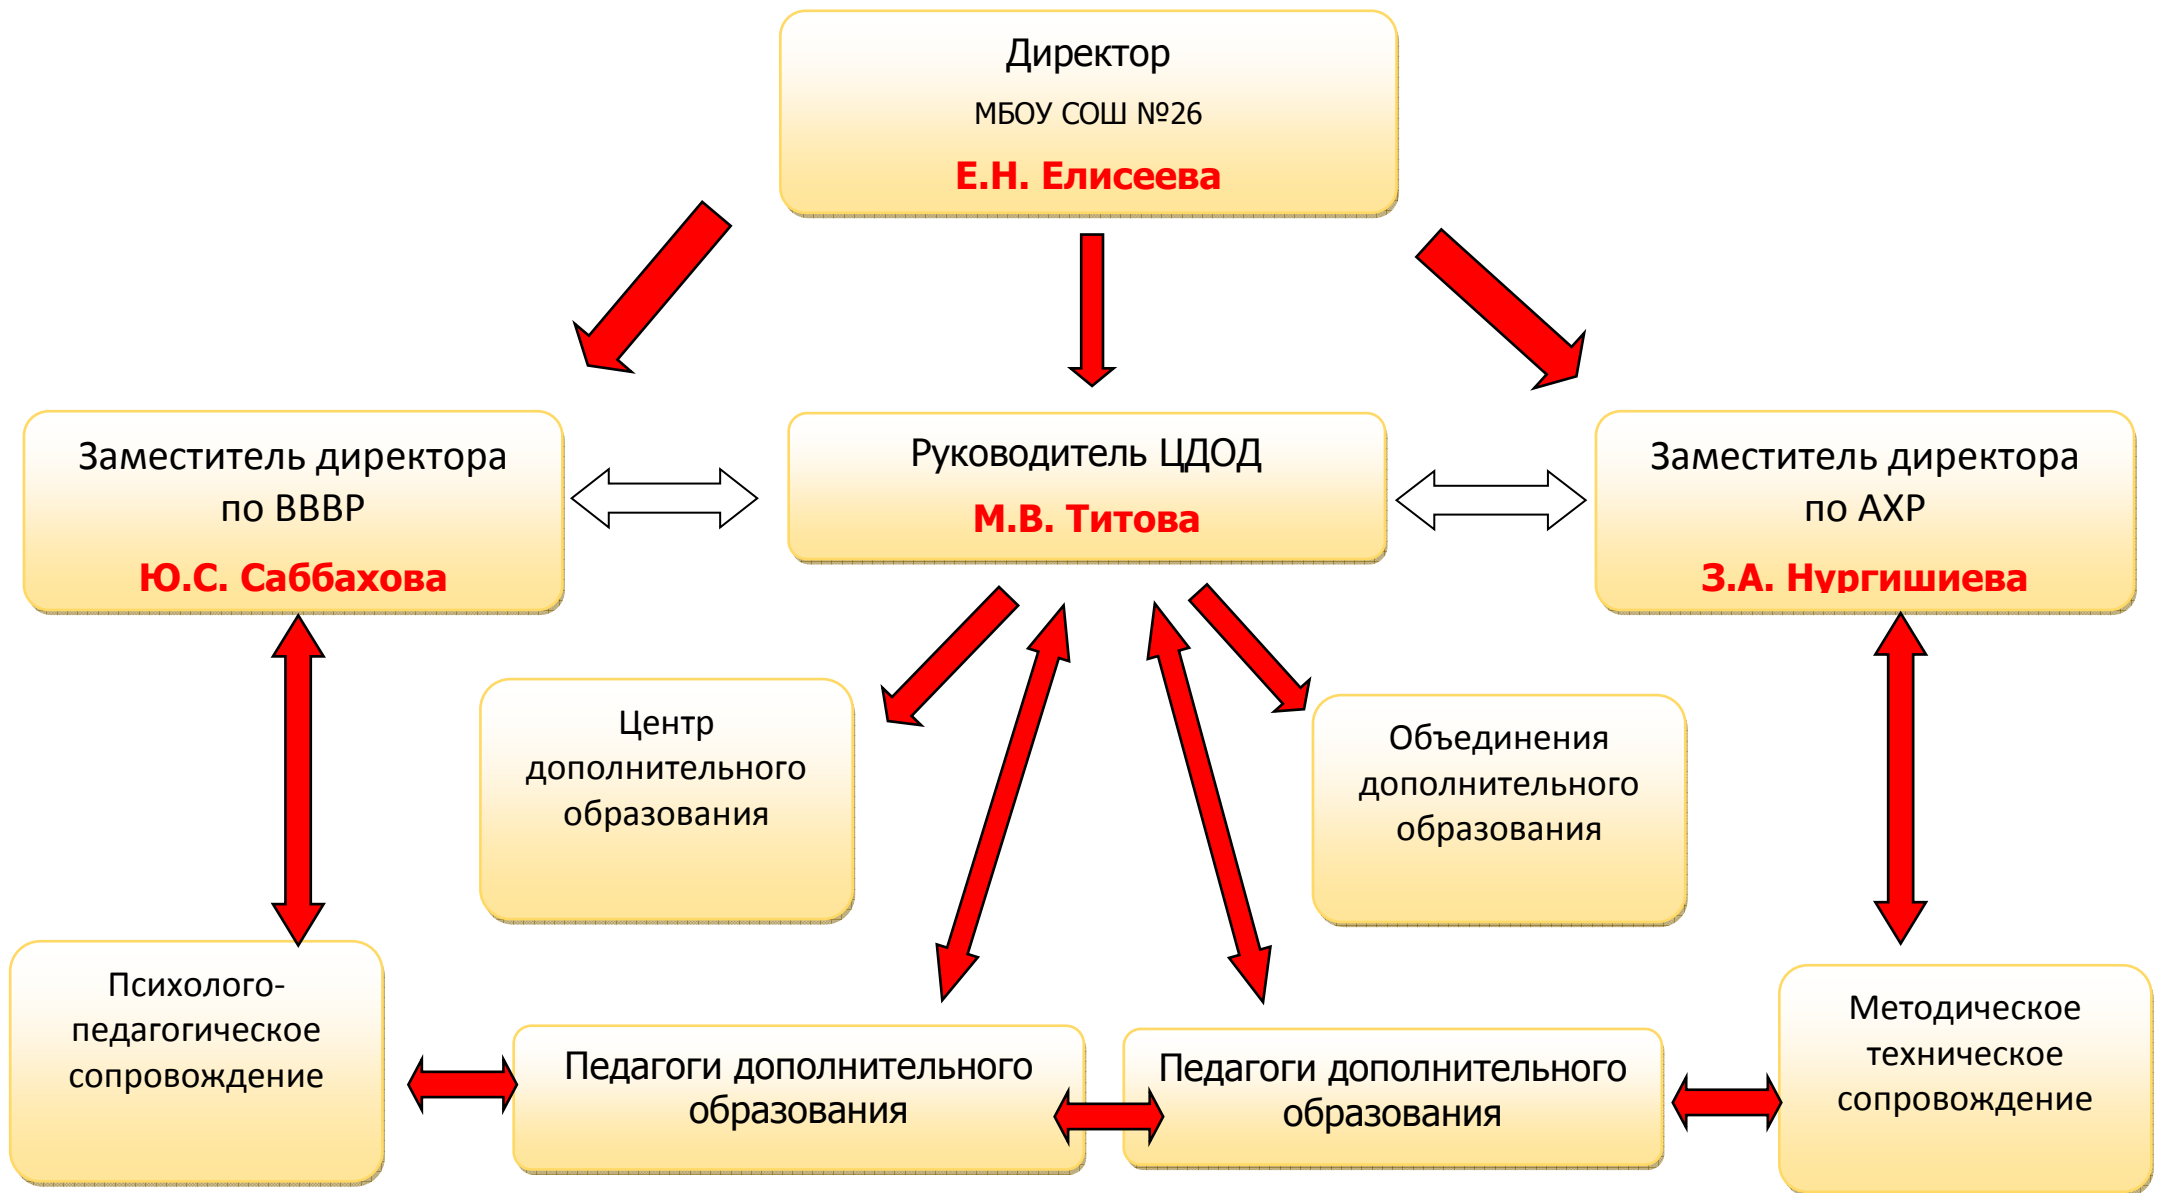 Директор
МБОУ СОШ №26
Е.Н. Елисеева
Заместитель директора
по ВВВР
Ю.С. Саббахова
Руководитель ЦДОД
М.В. Титова
Заместитель директора
по АХР
З.А. Нургишиева
Центр
дополнительного
образования
Объединения
дополнительного
образования
Психолого-
педагогическое
сопровождение
Педагоги дополнительного
образования
Педагоги дополнительного
образования
Методическое
техническое
сопровождение